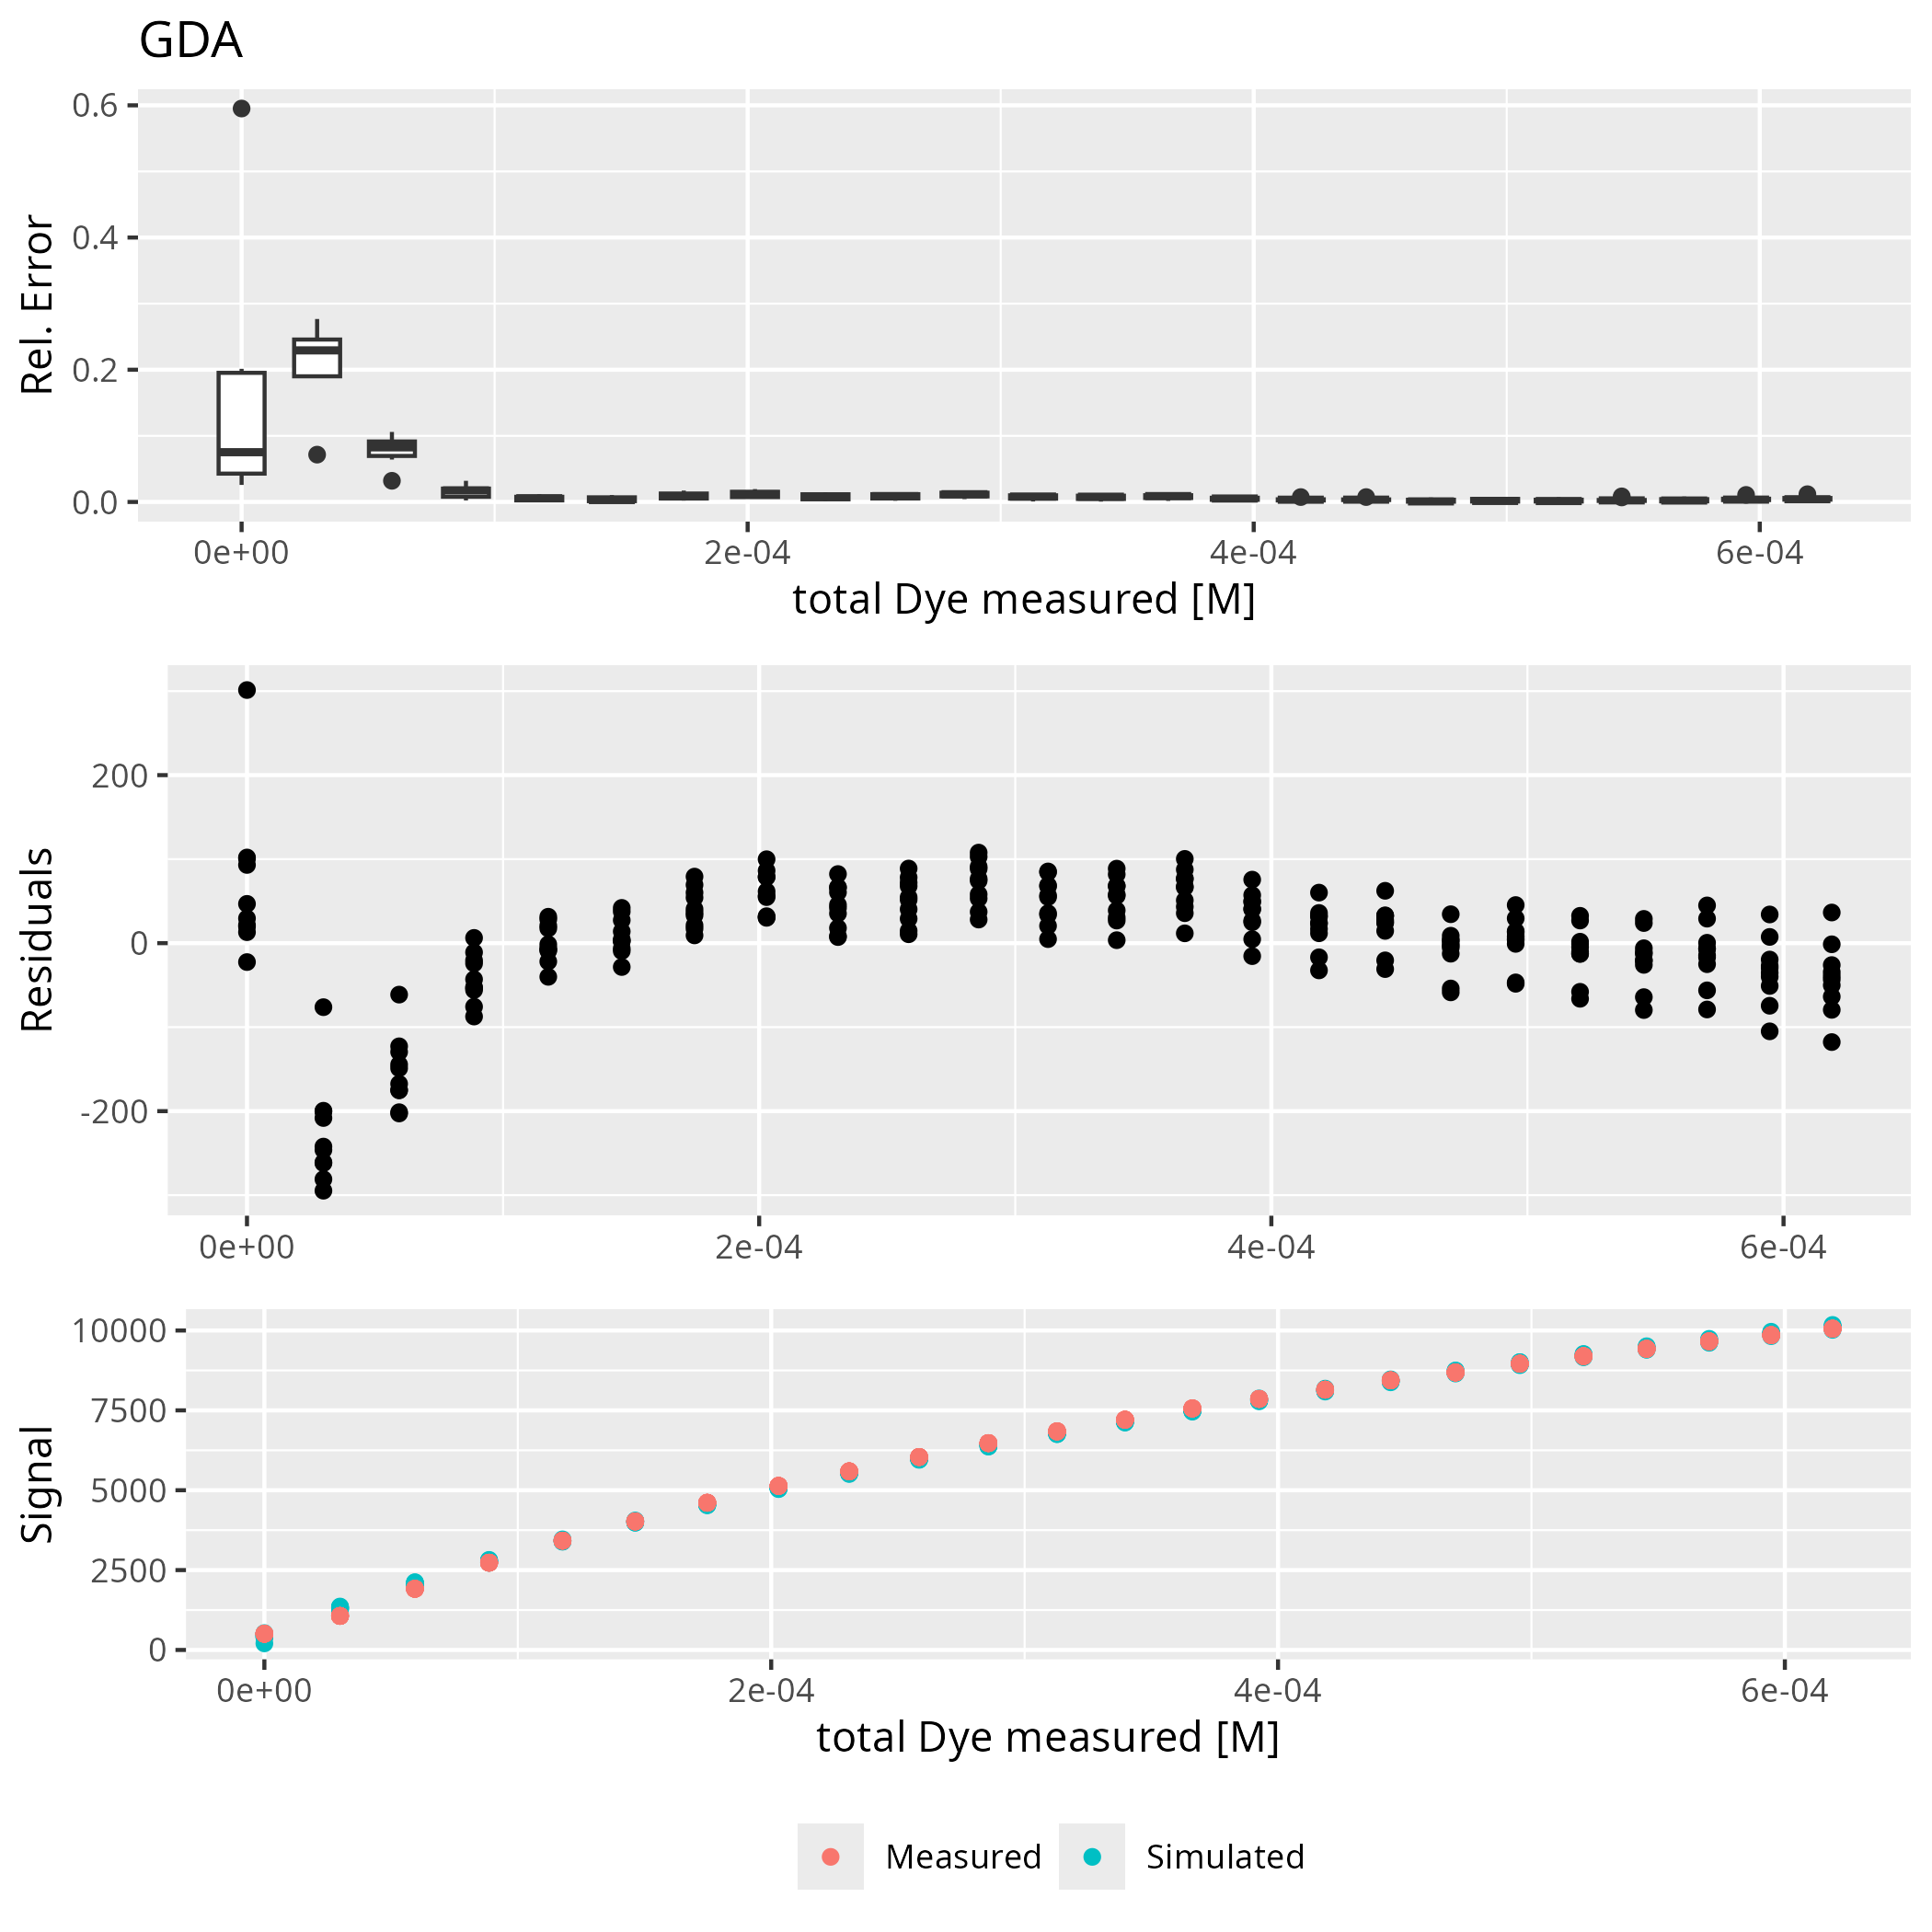 GDA
0.6
0.4
0.2
0.0
Rel. Error
0e+00 2e-04 4e-04 6e-04
total Dye measured [M]
200
0
-200
Residuals
0e+00 2e-04 4e-04 6e-04
10000
7500
5000
2500
0
Signal
0e+00 2e-04 4e-04 6e-04
total Dye measured [M]
Measured Simulated